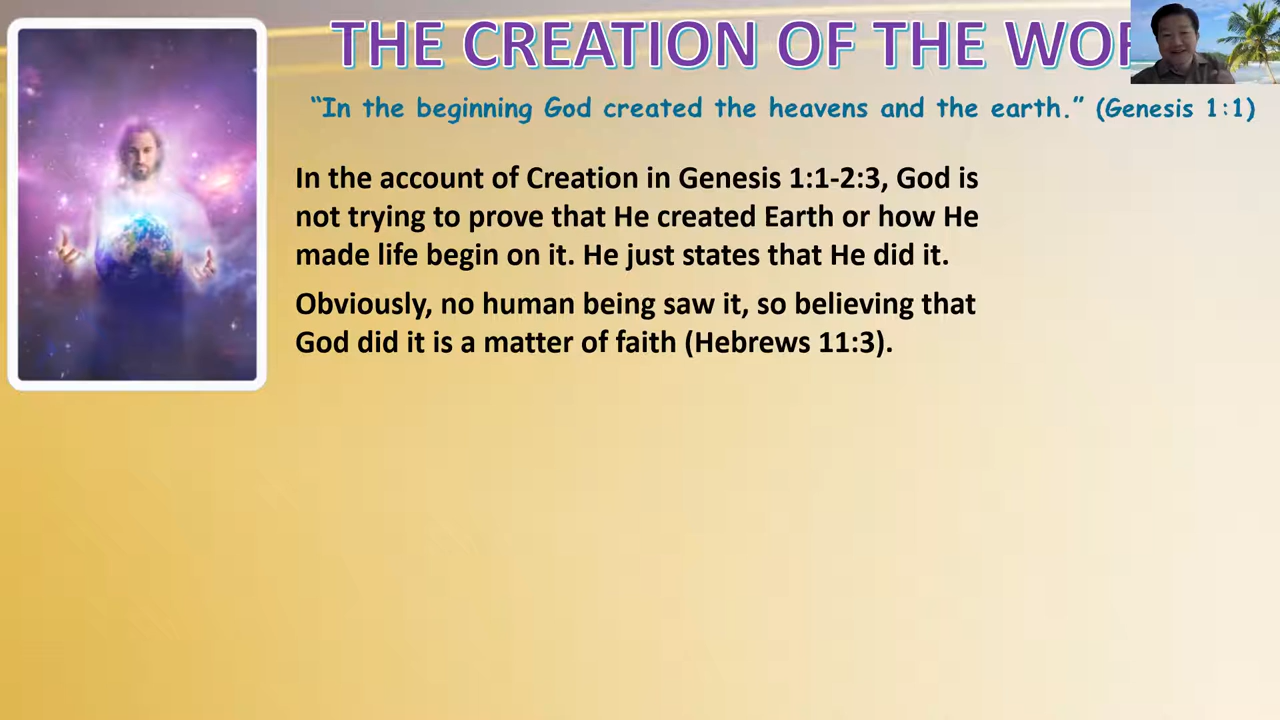 THE CREATION OF THE
“In the beginning God created the heavens and the earth.” (Genesis 1:1)
In the account of Creation in Genesis 1:1-2:3, God is
not trying to prove that He created Earth or how He
made life begin on it. He just states that He did it.
Obviously, no human being saw it, so believing that
God did it is a matter of faith (Hebrews 11:3).